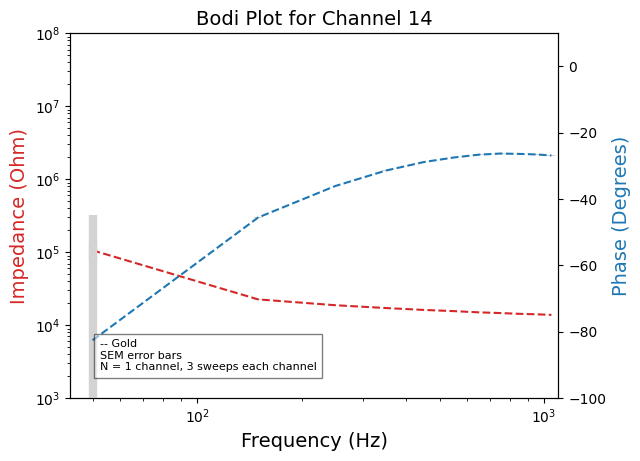 Bodi Plot for Channel 14
Impedance (Ohm)
10^8
10^7
10^6
10^5
10^4
10^3
0
−20
−40
−60
−80
−100
Phase (Degrees)
-- Gold
SEM error bars
N = 1 channel, 3 sweeps each channel
10^2
10^3
Frequency (Hz)